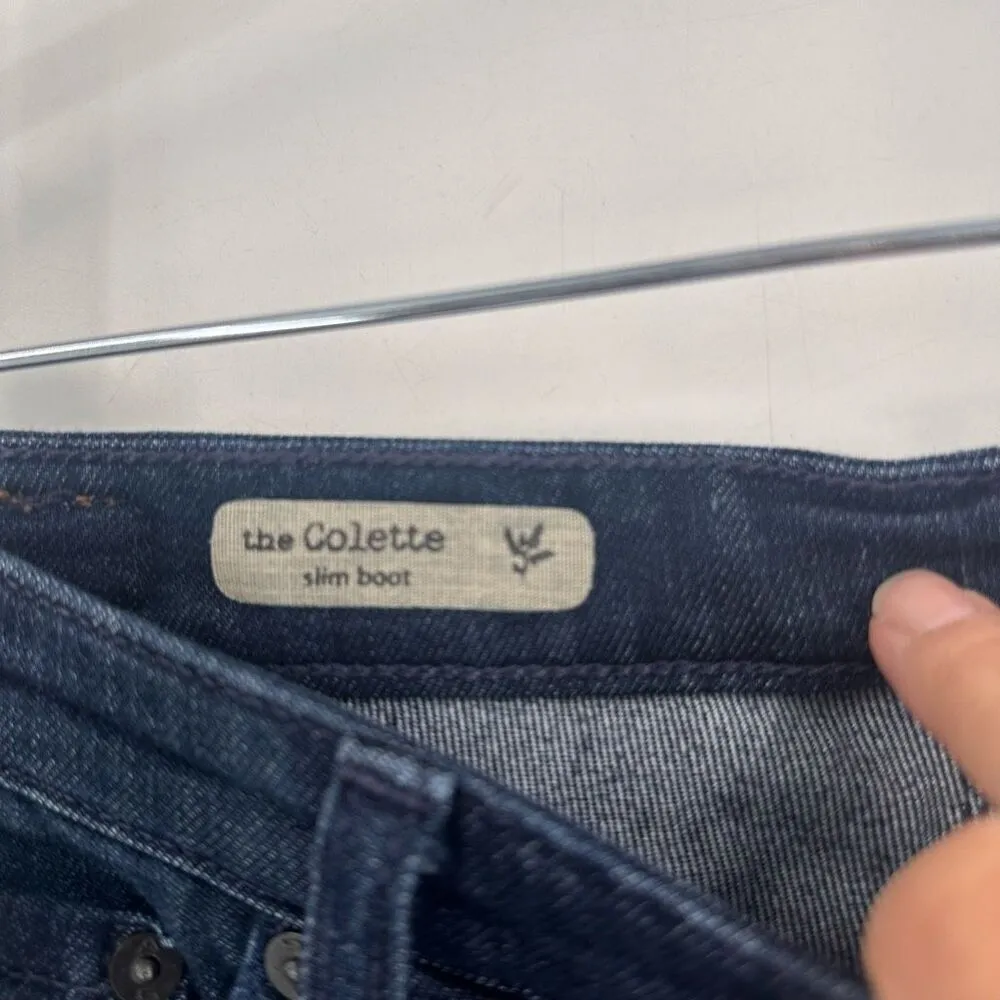 the Colette
slim boot